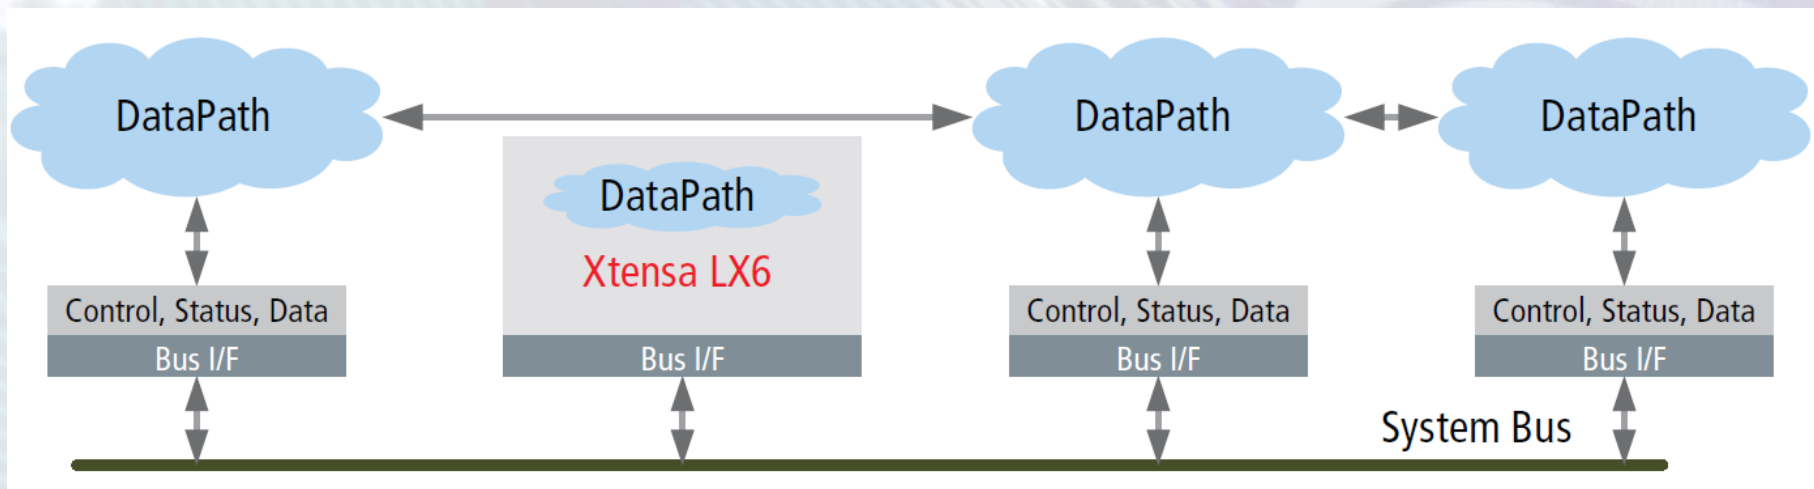 DataPath
DataPath
DataPath
DataPath
Xtensa LX6
Control, Status, Data
Control, Status, Data
Control, Status, Data
Bus I/F
Bus I/F
Bus I/F
Bus I/F
System Bus